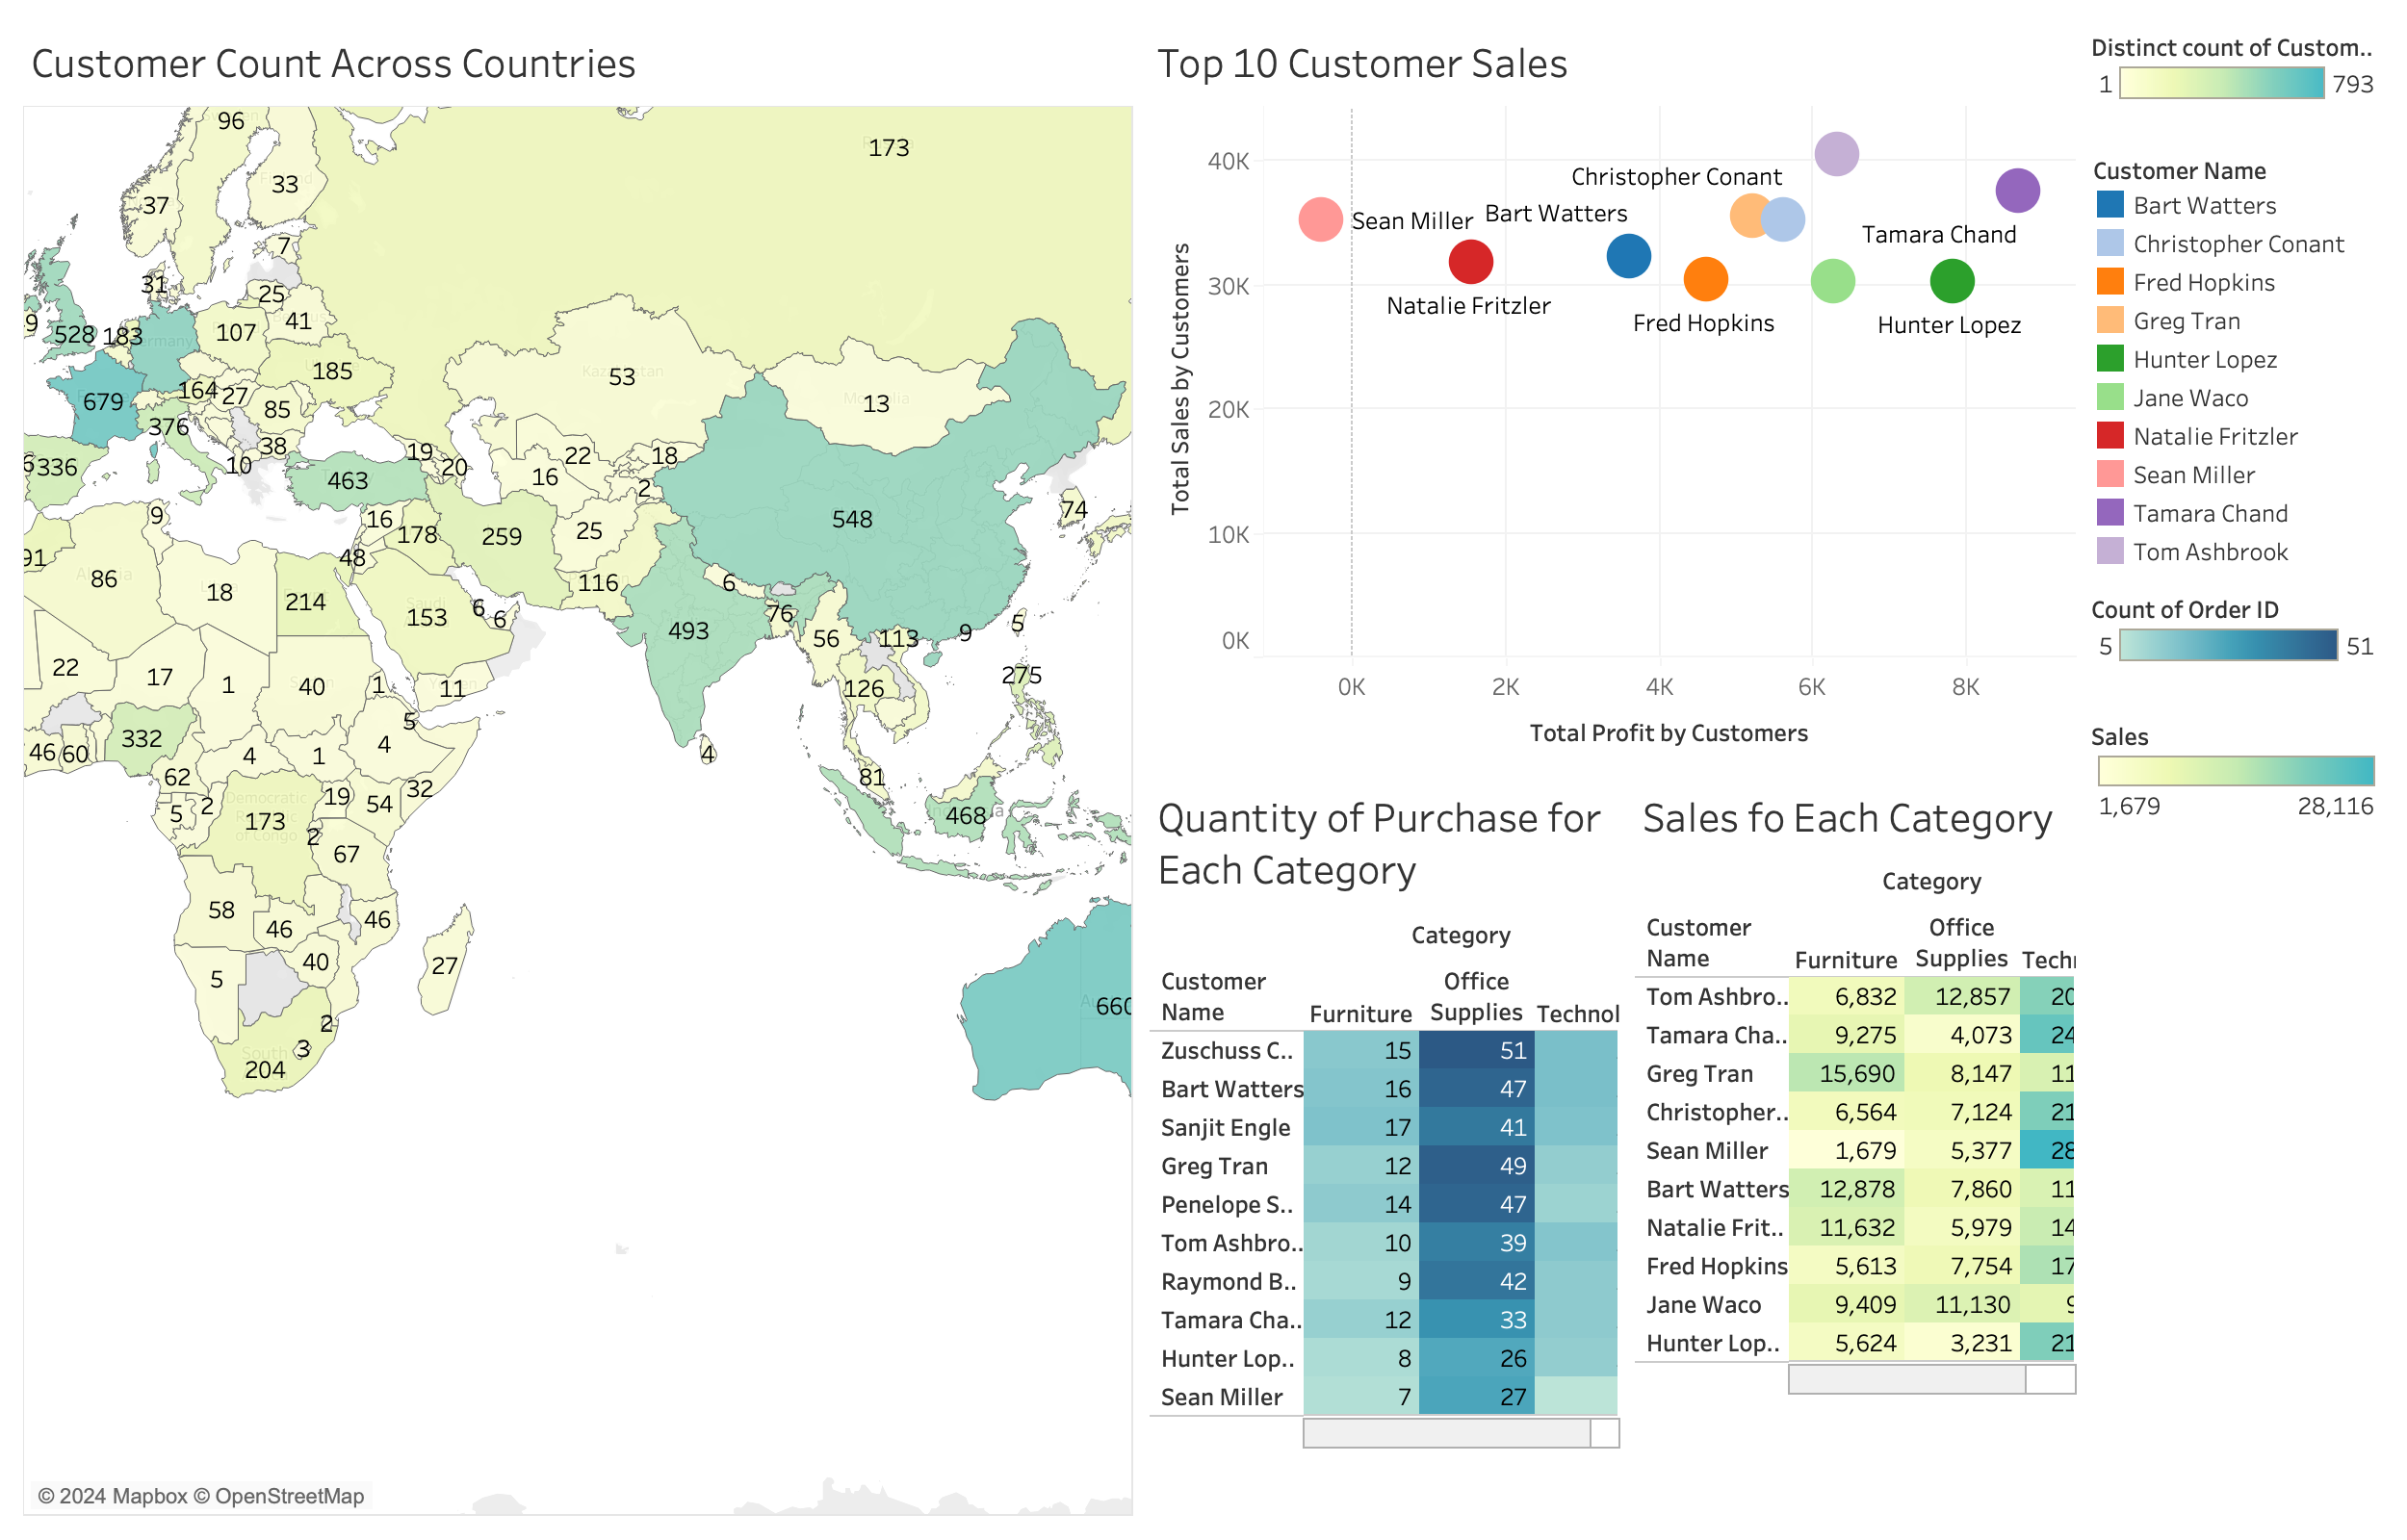 Customer Count Across Countries
96
173
33
37
7
31
25
9
528
183
107
41
185
53
679
164
27
85
13
376
38
10
336
463
19
20
22
16
18
2
548
74
9
16
178
259
25
48
91
86
18
214
153
6
6
116
6
493
76
56
113
9
5
275
22
17
1
40
1
11
126
5
4
46
60
332
4
1
4
62
81
5
2
173
19
54
32
468
2
67
58
46
46
40
27
5
2
3
204
660
© 2024 Mapbox © OpenStreetMap
Top 10 Customer Sales
Total Sales by Customers
40K
30K
20K
10K
0K
Christopher Conant
Sean Miller
Bart Watters
Tamara Chand
Natalie Fritzler
Fred Hopkins
Hunter Lopez
0K 2K 4K 6K 8K
Total Profit by Customers
Distinct count of Custom..
1 793
Customer Name
Bart Watters
Christopher Conant
Fred Hopkins
Greg Tran
Hunter Lopez
Jane Waco
Natalie Fritzler
Sean Miller
Tamara Chand
Tom Ashbrook
Count of Order ID
5 51
Sales
1,679 28,116
Quantity of Purchase for
Each Category
Category
Customer
Name
Furniture
Office
Supplies
Technol
Zuschuss C.. 15 51
Bart Watters 16 47
Sanjit Engle 17 41
Greg Tran 12 49
Penelope S.. 14 47
Tom Ashbro.. 10 39
Raymond B.. 9 42
Tamara Cha.. 12 33
Hunter Lop.. 8 26
Sean Miller 7 27
Sales fo Each Category
Category
Customer
Name
Furniture
Office
Supplies
Techn
Tom Ashbro.. 6,832 12,857 20
Tamara Cha.. 9,275 4,073 24
Greg Tran 15,690 8,147 11
Christopher.. 6,564 7,124 21
Sean Miller 1,679 5,377 28
Bart Watters 12,878 7,860 11
Natalie Frit.. 11,632 5,979 14
Fred Hopkins 5,613 7,754 17
Jane Waco 9,409 11,130 9
Hunter Lop.. 5,624 3,231 21